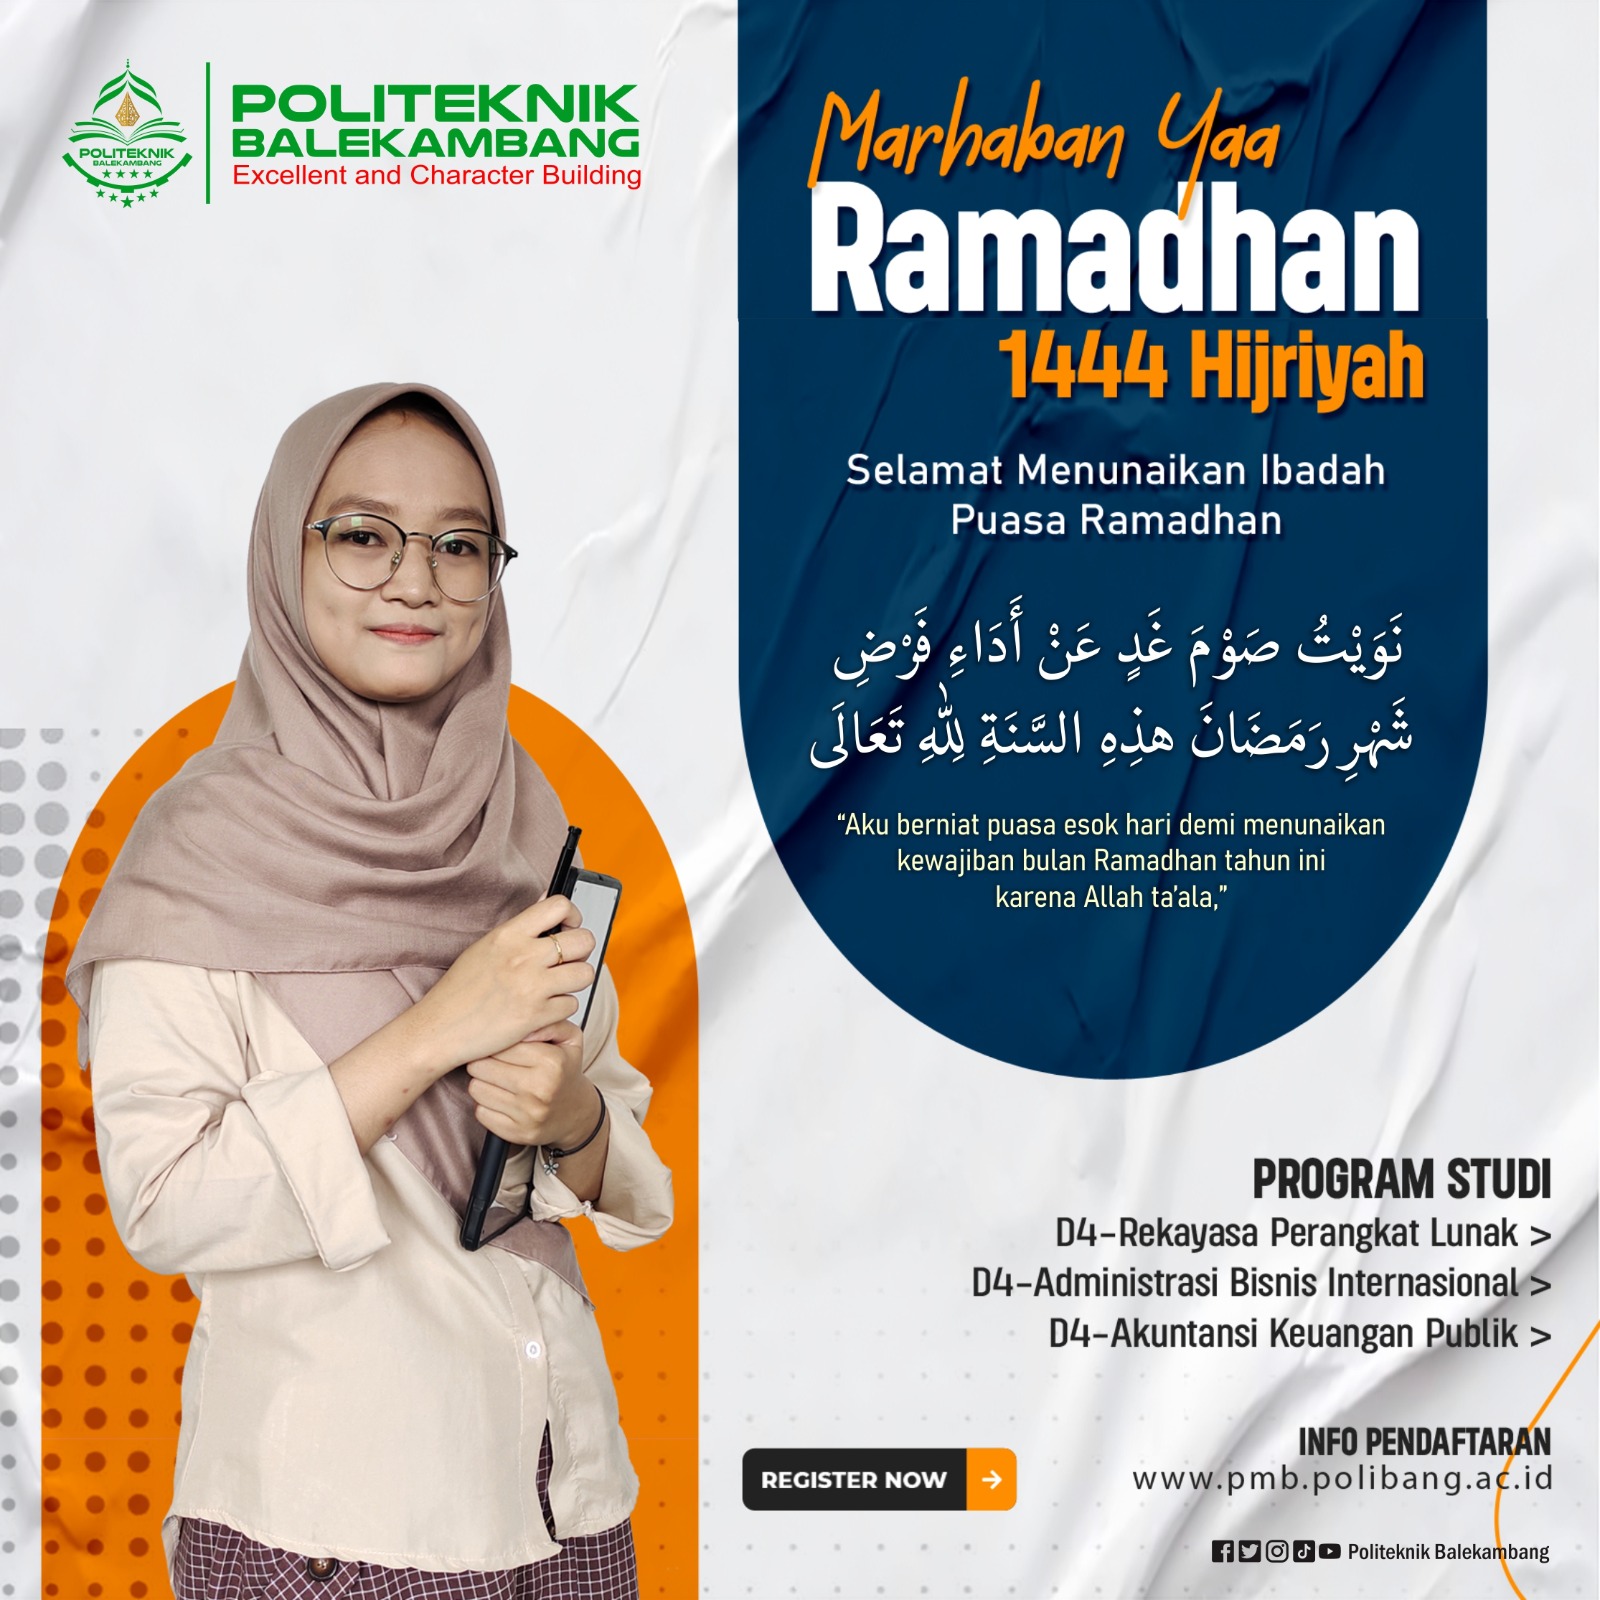 POLITEKNIK
BALEKAMBANG
★★★★
★★★★★
POLITEKNIK
BALEKAMBANG
Excellent and Character Building
Marhaban Yaa
Ramadhan
1444 Hijriyah
Selamat Menunaikan Ibadah
Puasa Ramadhan
نَوَيْتُ صَوْمَ غَدٍ عَنْ أَدَاءِ فَرْضِ
شَهْرِ رَمَضَانَ هذِهِ السَّنَةِ لِلّٰهِ تَعَالَى
“Aku berniat puasa esok hari demi menunaikan
kewajiban bulan Ramadhan tahun ini
karena Allah ta’ala,”
PROGRAM STUDI
D4-Rekayasa Perangkat Lunak >
D4-Administrasi Bisnis Internasional >
D4-Akuntansi Keuangan Publik >
REGISTER NOW →
INFO PENDAFTARAN
www.pmb.polibang.ac.id
Politeknik Balekambang